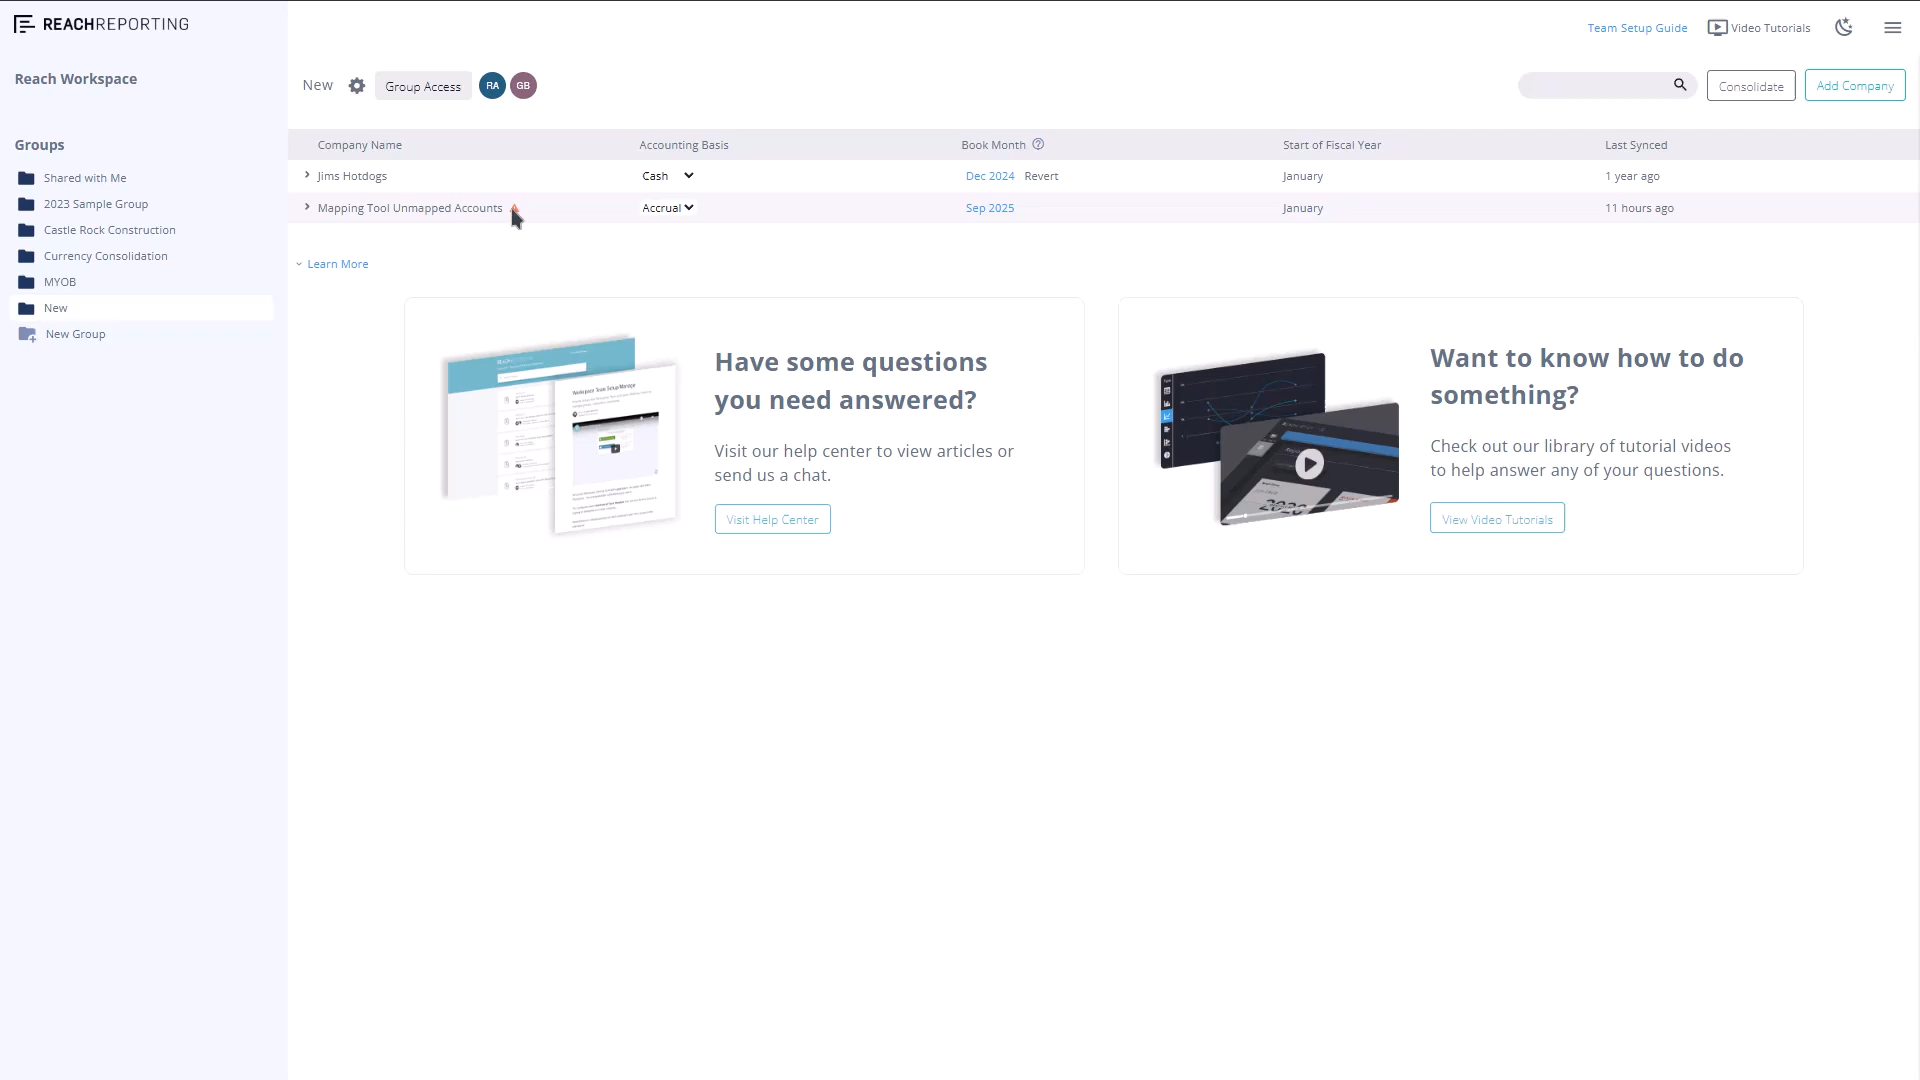 REACHREPORTING
Team Setup Guide
Video Tutorials
Reach Workspace
New
Group Access
RA
GB
Consolidate
Add Company
Groups
Shared with Me
2023 Sample Group
Castle Rock Construction
Currency Consolidation
MYOB
New
New Group
Company Name
Accounting Basis
Book Month
Start of Fiscal Year
Last Synced
Jims Hotdogs
Cash
Dec 2024
Revert
January
1 year ago
Mapping Tool Unmapped Accounts
Accrual
Sep 2025
January
11 hours ago
Learn More
Have some questions
you need answered?
Visit our help center to view articles or
send us a chat.
Visit Help Center
Want to know how to do
something?
Check out our library of tutorial videos
to help answer any of your questions.
View Video Tutorials